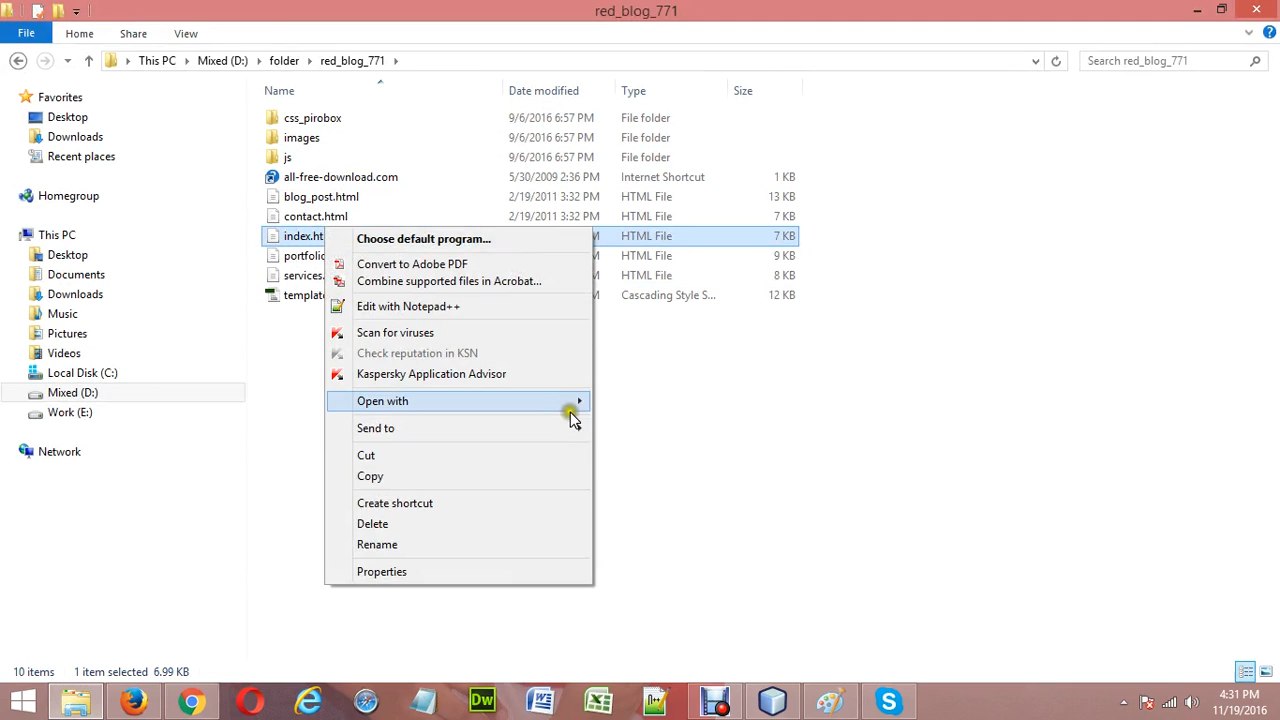 red_blog_771
File Home Share View
This PC Mixed (D:) folder red_blog_771 Search red_blog_771
Name Date modified Type Size
Favorites
Desktop
Downloads
Recent places
Homegroup
This PC
Desktop
Documents
Downloads
Music
Pictures
Videos
Local Disk (C:)
Mixed (D:)
Work (E:)
Network
css_pirobox 9/6/2016 6:57 PM File folder
images 9/6/2016 6:57 PM File folder
js 9/6/2016 6:57 PM File folder
all-free-download.com 5/30/2009 2:36 PM Internet Shortcut 1 KB
blog_post.html 2/19/2011 3:32 PM HTML File 13 KB
contact.html 2/19/2011 3:32 PM HTML File 7 KB
index.ht M HTML File 7 KB
portfolio M HTML File 9 KB
services. M HTML File 8 KB
templat M Cascading Style S... 12 KB
Choose default program...
Convert to Adobe PDF
Combine supported files in Acrobat...
Edit with Notepad++
Scan for viruses
Check reputation in KSN
Kaspersky Application Advisor
Open with
Send to
Cut
Copy
Create shortcut
Delete
Rename
Properties
10 items 1 item selected 6.99 KB
Dw
4:31 PM
11/19/2016